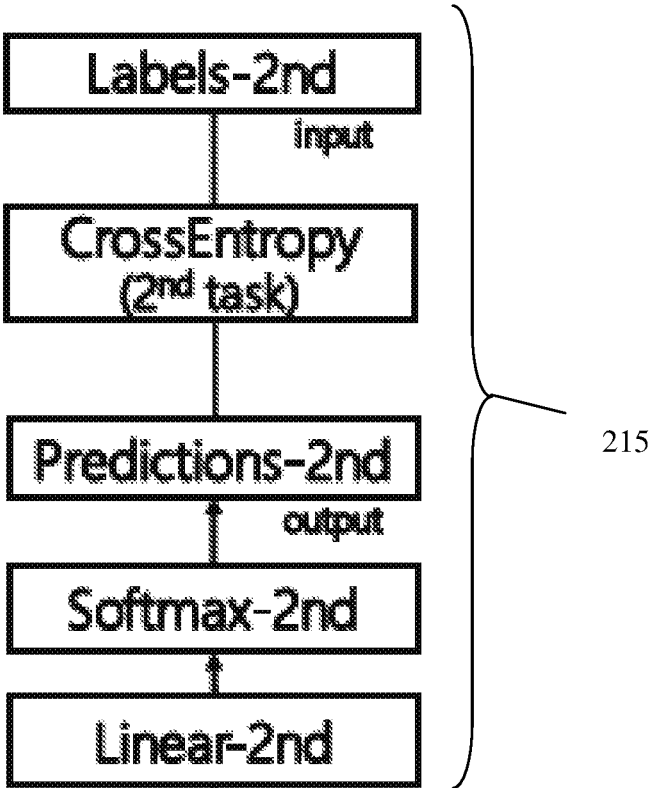 Labels-2nd
input
CrossEntropy
(2nd task)
215
Predictions-2nd
output
Softmax-2nd
Linear-2nd